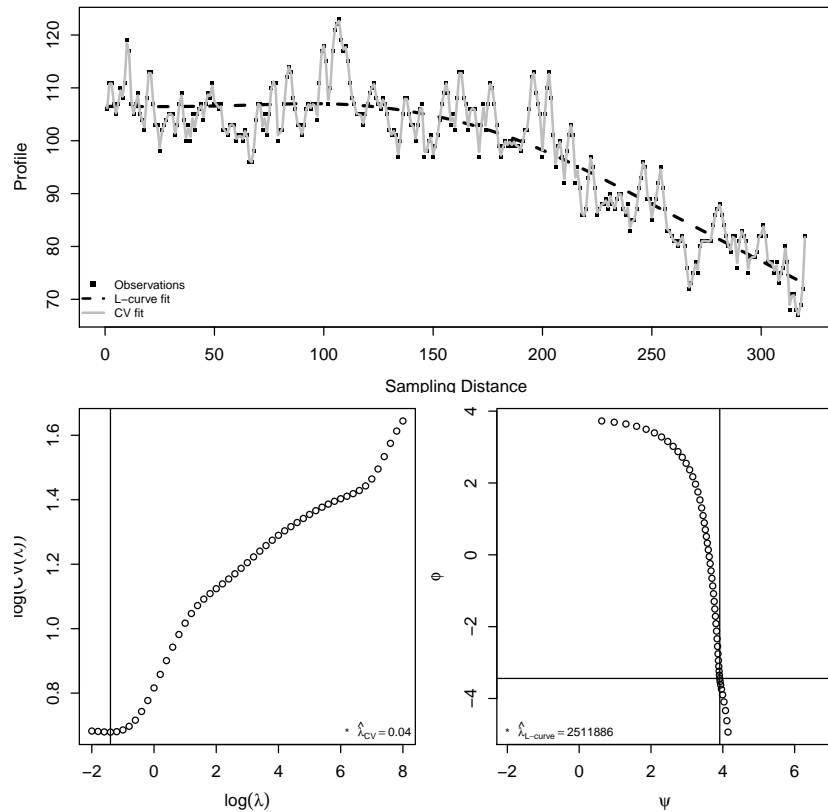 120
110
100
90
80
70
Profile
Observations
L-curve fit
CV fit
0 50 100 150 200 250 300
Sampling Distance
1.6
1.4
1.2
1.0
0.8
log(CV(λ))
* λ̂CV = 0.04
−2 0 2 4 6 8
log(λ)
4
2
0
−2
−4
φ
* λ̂L−curve = 2511886
−2 0 2 4 6
ψ